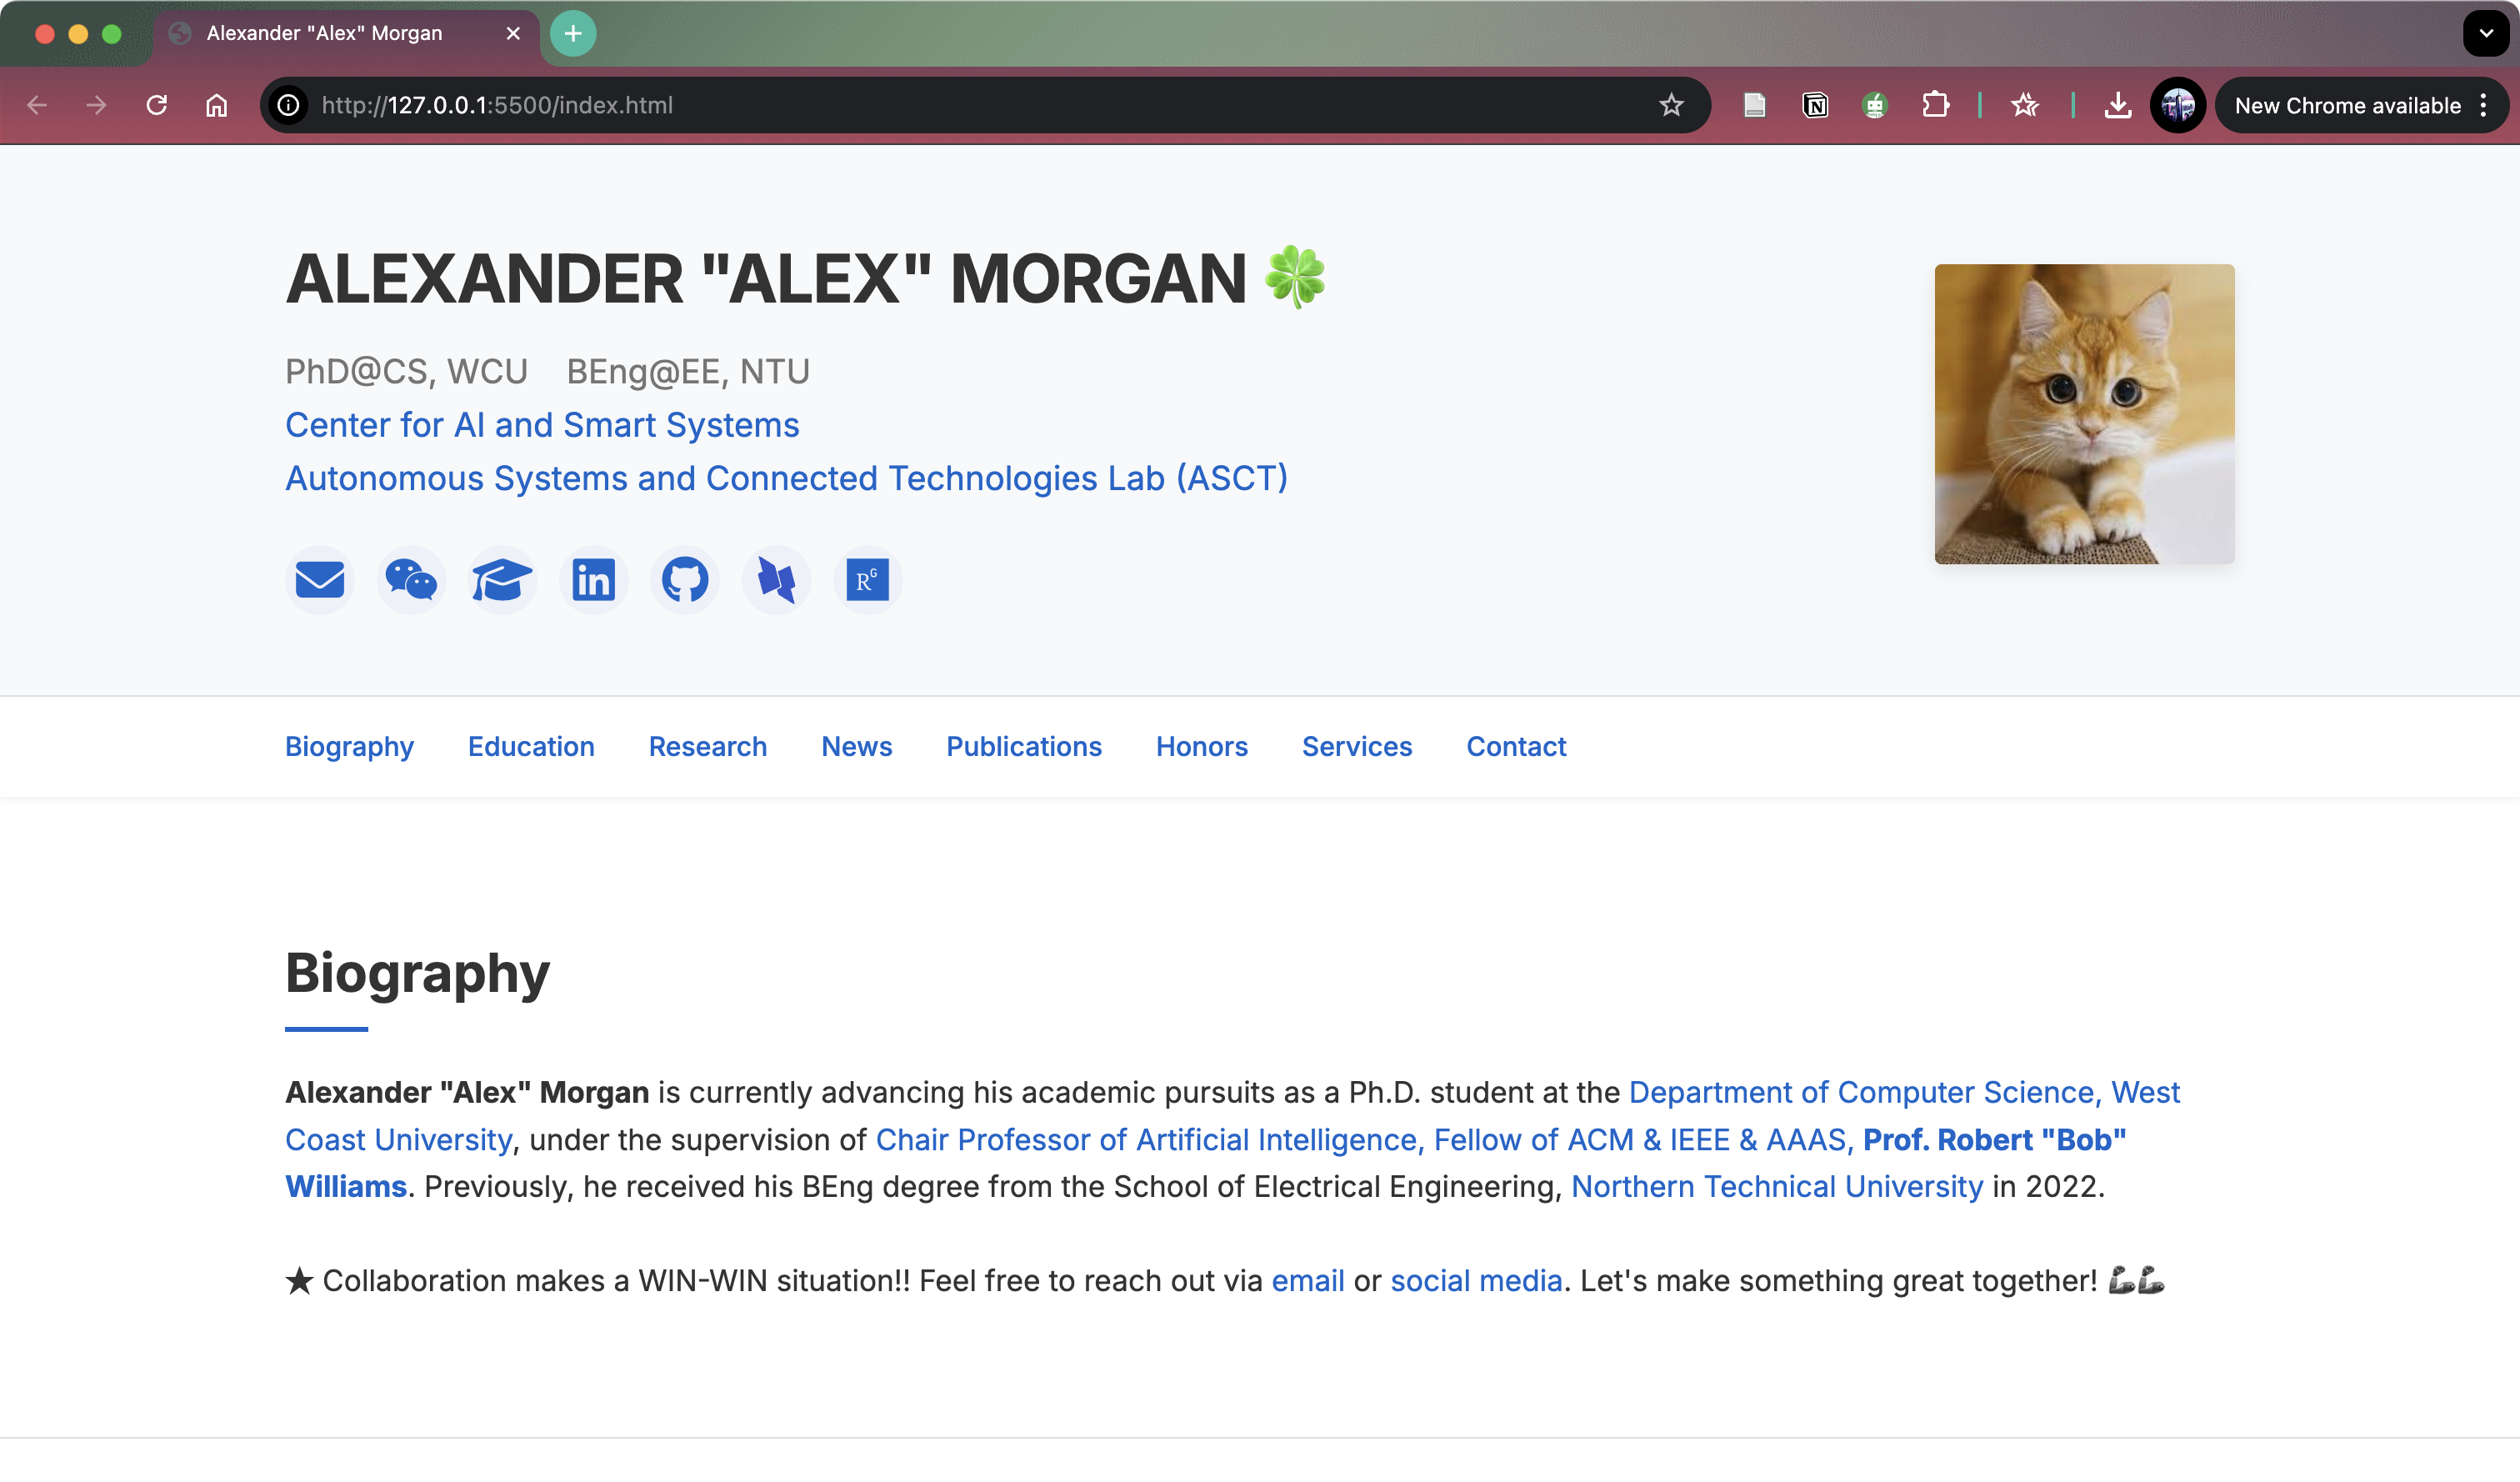 Alexander "Alex" Morgan
http://127.0.0.1:5500/index.html
New Chrome available
ALEXANDER "ALEX" MORGAN 🍀
PhD@CS, WCU BEng@EE, NTU
Center for AI and Smart Systems
Autonomous Systems and Connected Technologies Lab (ASCT)
in
RG
Biography Education Research News Publications Honors Services Contact
Biography
Alexander "Alex" Morgan is currently advancing his academic pursuits as a Ph.D. student at the Department of Computer Science, West
Coast University, under the supervision of Chair Professor of Artificial Intelligence, Fellow of ACM & IEEE & AAAS, Prof. Robert "Bob"
Williams. Previously, he received his BEng degree from the School of Electrical Engineering, Northern Technical University in 2022.
★ Collaboration makes a WIN-WIN situation!! Feel free to reach out via email or social media. Let's make something great together! 🦾🦾